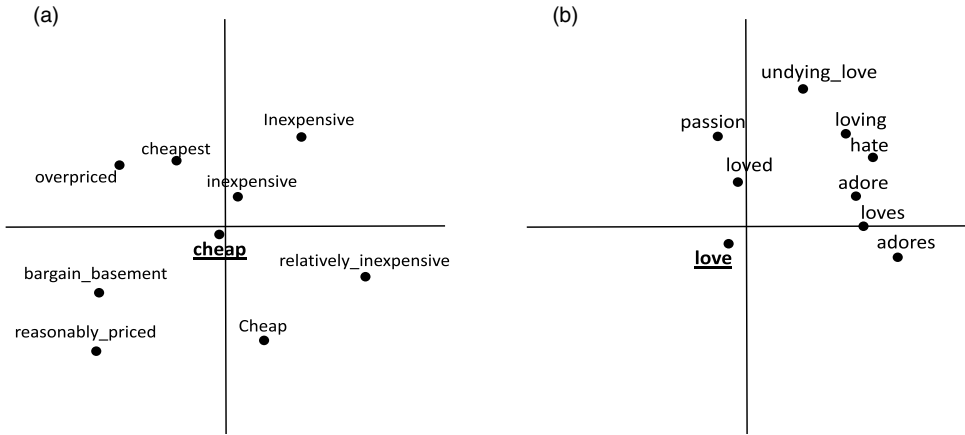 (a)
Inexpensive
cheapest
overpriced
inexpensive
cheap
relatively_inexpensive
bargain_basement
Cheap
reasonably_priced
(b)
undying_love
passion
loving
hate
loved
adore
loves
adores
love